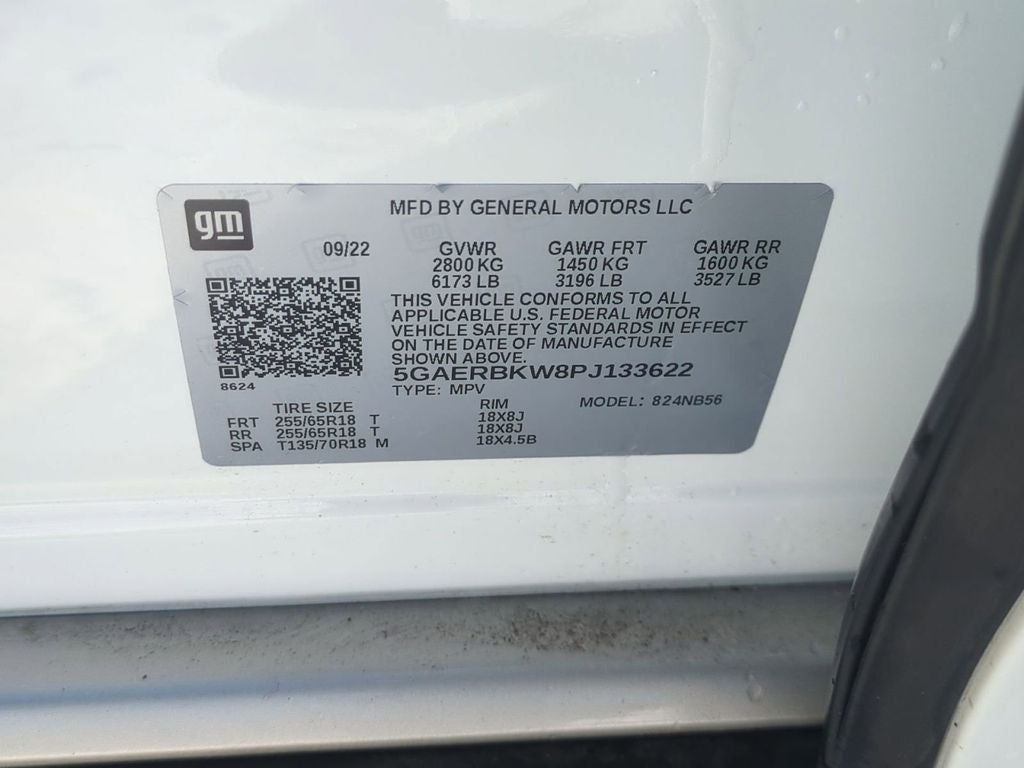 gm
MFD BY GENERAL MOTORS LLC
09/22 GVWR GAWR FRT GAWR RR
2800 KG 1450 KG 1600 KG
6173 LB 3196 LB 3527 LB
THIS VEHICLE CONFORMS TO ALL
APPLICABLE U.S. FEDERAL MOTOR
VEHICLE SAFETY STANDARDS IN EFFECT
ON THE DATE OF MANUFACTURE
SHOWN ABOVE.
8624
5GAERBKW8PJ133622
TYPE: MPV MODEL: 824NB56
TIRE SIZE RIM
FRT 255/65R18 T 18X8J
RR 255/65R18 T 18X8J
SPA T135/70R18 M 18X4.5B